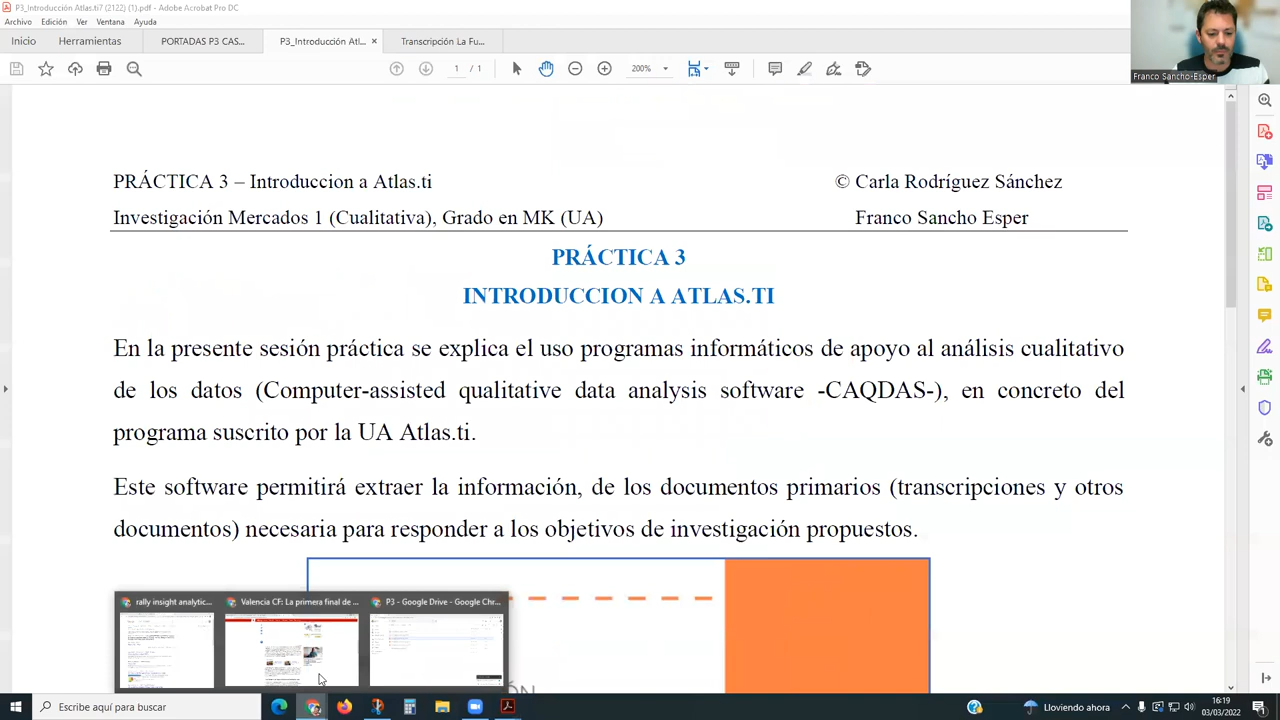 P3_Introducción Atlas.ti7 (2122) (1).pdf - Adobe Acrobat Pro DC
Archivo Edición Ver Ventana Ayuda
Inicio Herramientas PORTADAS P3 CAS... P3_Introducción Atl... × Transcripción La Fu...
1 / 1 200%
Franco Sancho-Esper
PRÁCTICA 3 – Introduccion a Atlas.ti © Carla Rodríguez Sánchez
Investigación Mercados 1 (Cualitativa), Grado en MK (UA) Franco Sancho Esper
PRÁCTICA 3
INTRODUCCION A ATLAS.TI
En la presente sesión práctica se explica el uso programas informáticos de apoyo al análisis cualitativo
de los datos (Computer-assisted qualitative data analysis software -CAQDAS-), en concreto del
programa suscrito por la UA Atlas.ti.
Este software permitirá extraer la información, de los documentos primarios (transcripciones y otros
documentos) necesaria para responder a los objetivos de investigación propuestos.
rally insight analytic... Valencia CF: La primera final de ... P3 - Google Drive - Google Chr...
Escribe aquí para buscar
Lloviendo ahora
16:19
03/03/2022
1